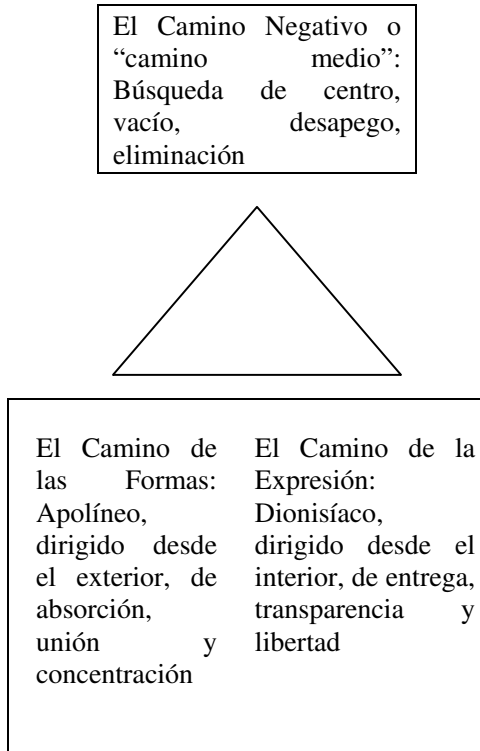 El Camino Negativo o
“camino medio”:
Búsqueda de centro,
vacío, desapego,
eliminación
El Camino de
las Formas:
Apolíneo,
dirigido desde
el exterior, de
absorción,
unión y
concentración
El Camino de la
Expresión:
Dionisíaco,
dirigido desde el
interior, de entrega,
transparencia y
libertad